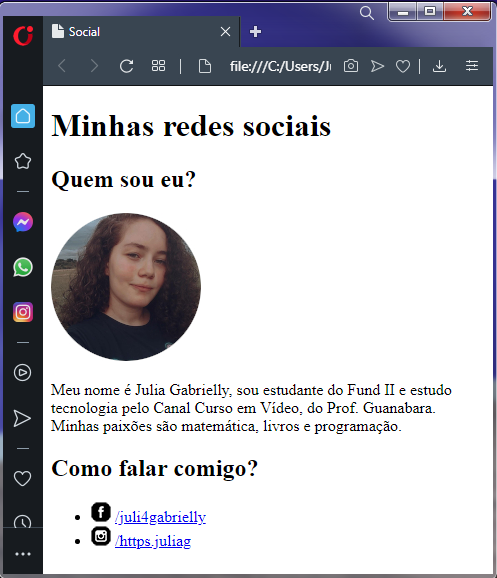 Social
file:///C:/Users/Ju
Minhas redes sociais
Quem sou eu?
Meu nome é Julia Gabrielly, sou estudante do Fund II e estudo
tecnologia pelo Canal Curso em Vídeo, do Prof. Guanabara.
Minhas paixões são matemática, livros e programação.
Como falar comigo?
/juli4gabrielly
/https.juliag